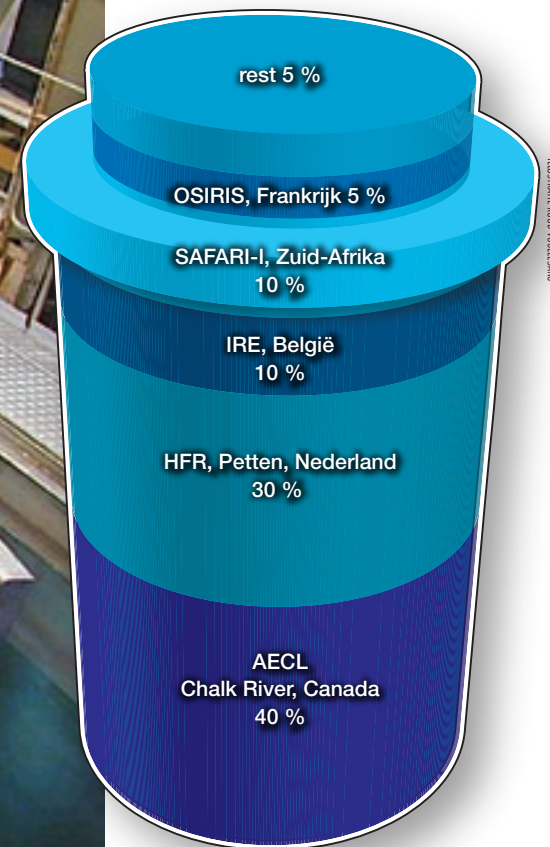 rest 5 %
OSIRIS, Frankrijk 5 %
SAFARI-I, Zuid-Afrika
10 %
IRE, België
10 %
HFR, Petten, Nederland
30 %
AECL
Chalk River, Canada
40 %